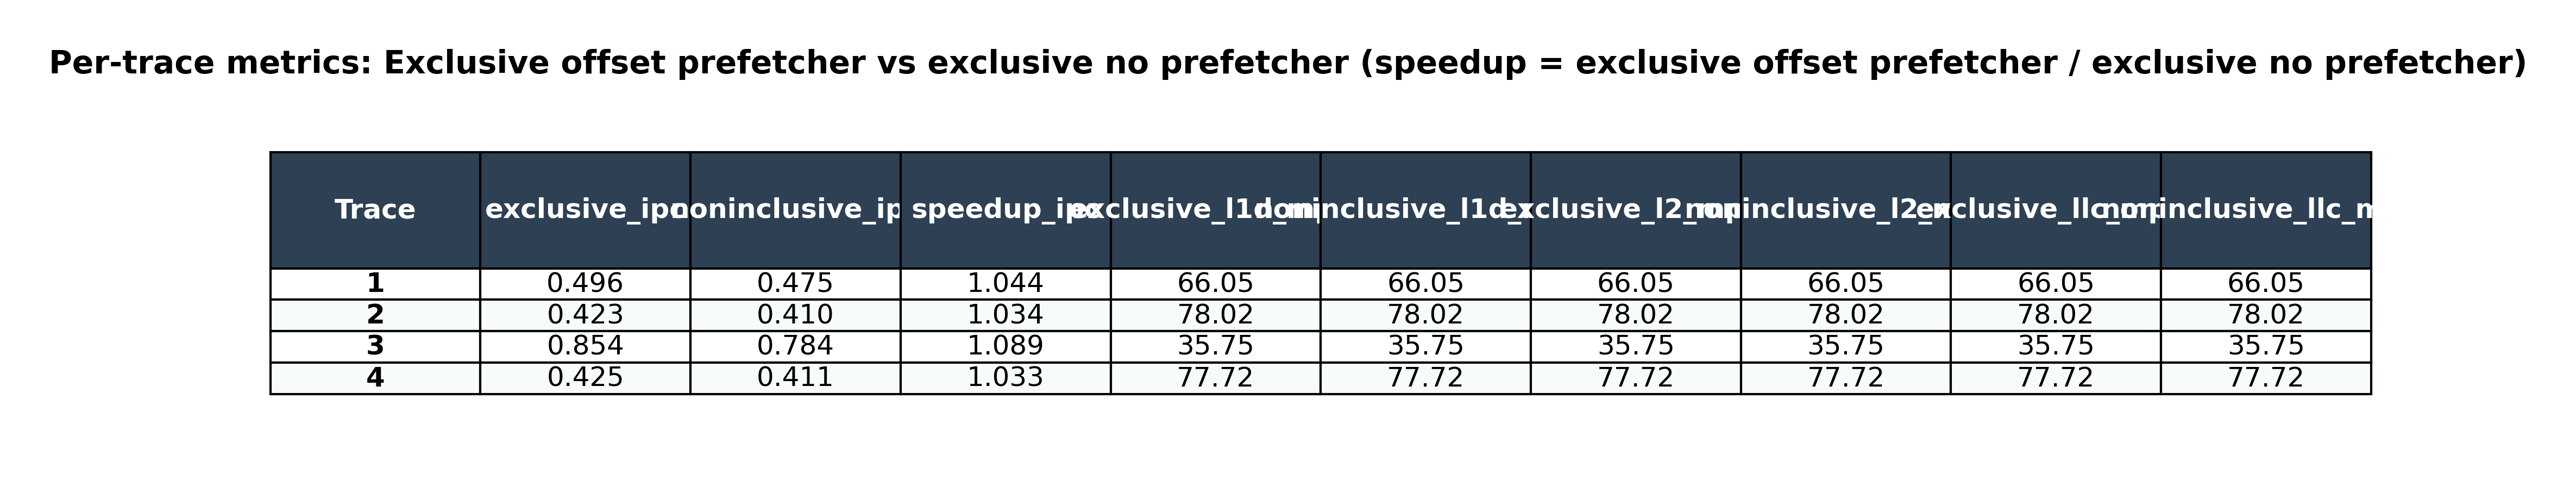 Per-trace metrics: Exclusive offset prefetcher vs exclusive no prefetcher (speedup = exclusive offset prefetcher / exclusive no prefetcher)
Trace exclusive_ipc noninclusive_ip speedup_ipc exclusive_l1d_mp noninclusive_l1d_ exclusive_l2_mp noninclusive_l2_ exclusive_llc_mp noninclusive_llc_m
1 0.496 0.475 1.044 66.05 66.05 66.05 66.05 66.05 66.05
2 0.423 0.410 1.034 78.02 78.02 78.02 78.02 78.02 78.02
3 0.854 0.784 1.089 35.75 35.75 35.75 35.75 35.75 35.75
4 0.425 0.411 1.033 77.72 77.72 77.72 77.72 77.72 77.72